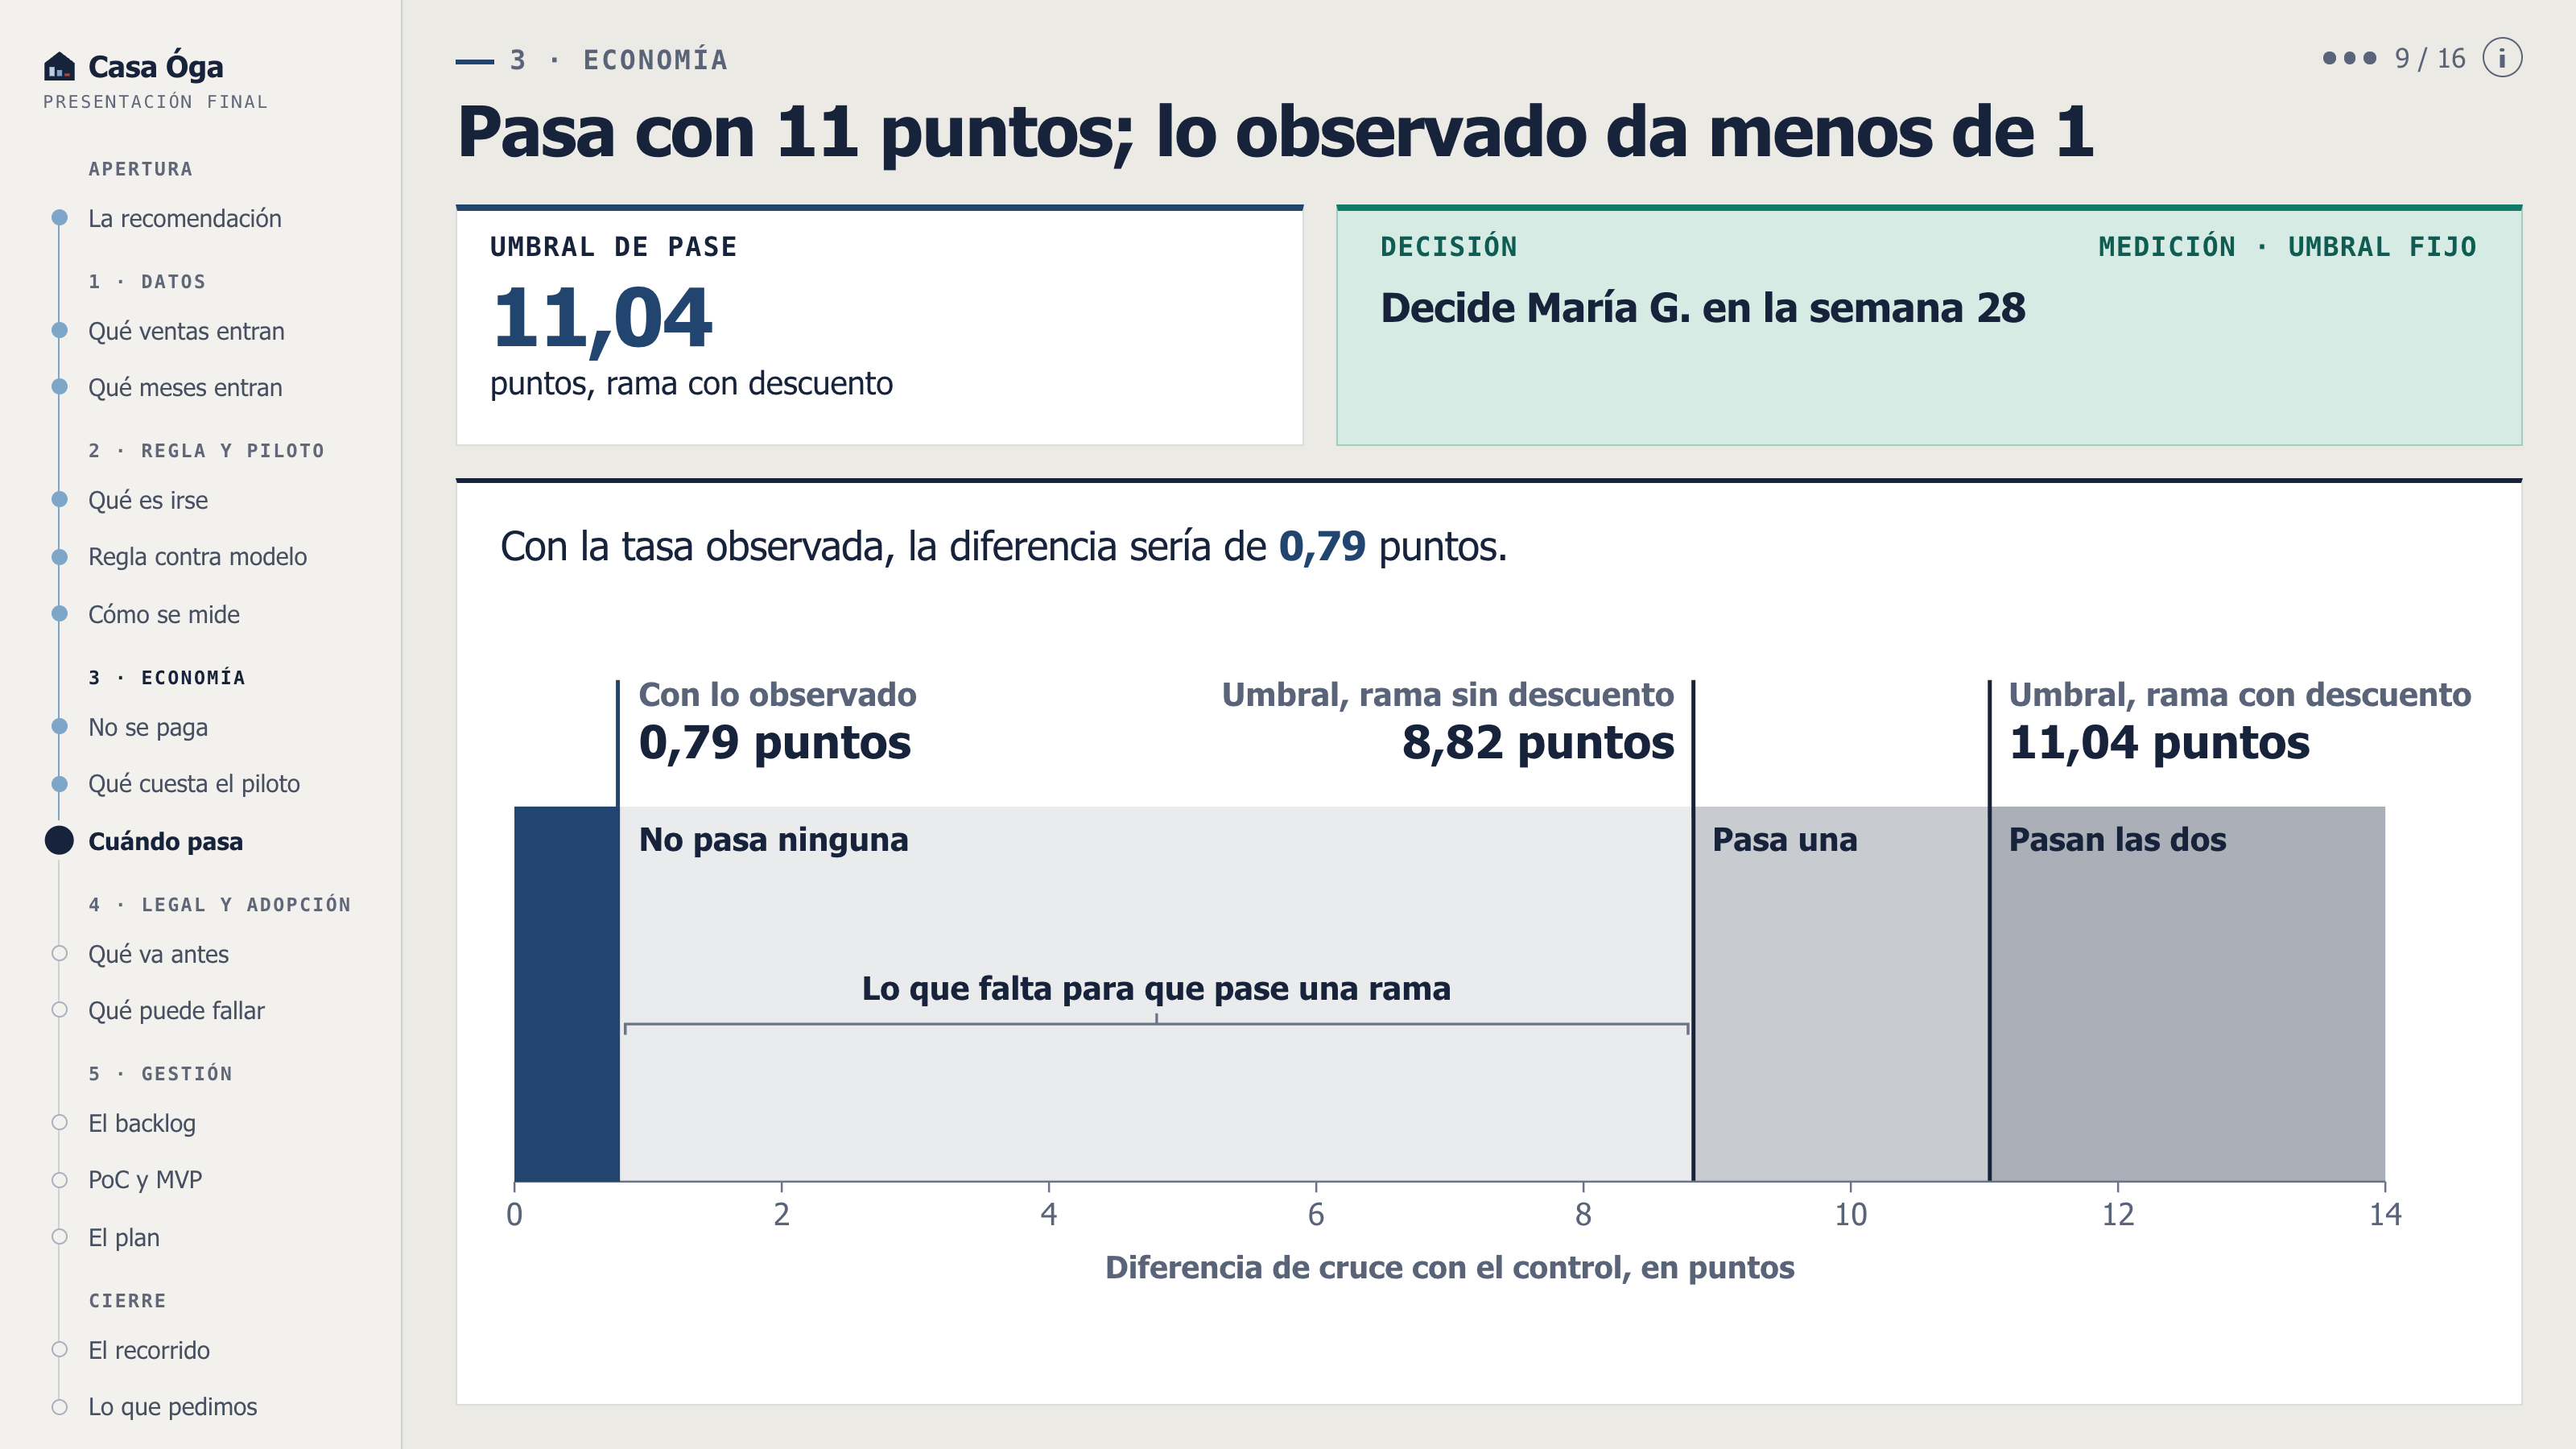 Casa Óga
PRESENTACIÓN FINAL
APERTURA
La recomendación
1 · DATOS
Qué ventas entran
Qué meses entran
2 · REGLA Y PILOTO
Qué es irse
Regla contra modelo
Cómo se mide
3 · ECONOMÍA
No se paga
Qué cuesta el piloto
Cuándo pasa
4 · LEGAL Y ADOPCIÓN
Qué va antes
Qué puede fallar
5 · GESTIÓN
El backlog
PoC y MVP
El plan
CIERRE
El recorrido
Lo que pedimos
3 · ECONOMÍA
9 / 16
i
Pasa con 11 puntos; lo observado da menos de 1
UMBRAL DE PASE
11,04
puntos, rama con descuento
DECISIÓN
MEDICIÓN · UMBRAL FIJO
Decide María G. en la semana 28
Con la tasa observada, la diferencia sería de 0,79 puntos.
Con lo observado
0,79 puntos
Umbral, rama sin descuento
8,82 puntos
Umbral, rama con descuento
11,04 puntos
No pasa ninguna
Pasa una
Pasan las dos
Lo que falta para que pase una rama
0 2 4 6 8 10 12 14
Diferencia de cruce con el control, en puntos